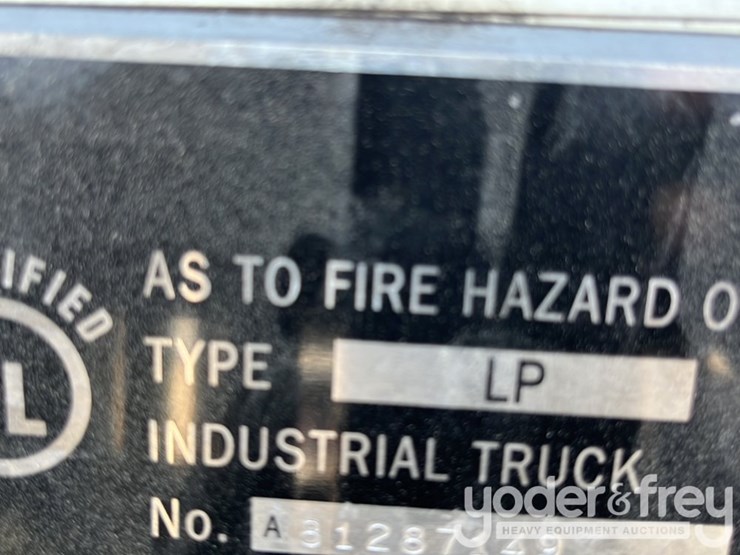 IFIED
L
AS TO FIRE HAZARD O
TYPE LP
INDUSTRIAL TRUCK
No. A
yoder&frey
HEAVY EQUIPMENT AUCTIONS